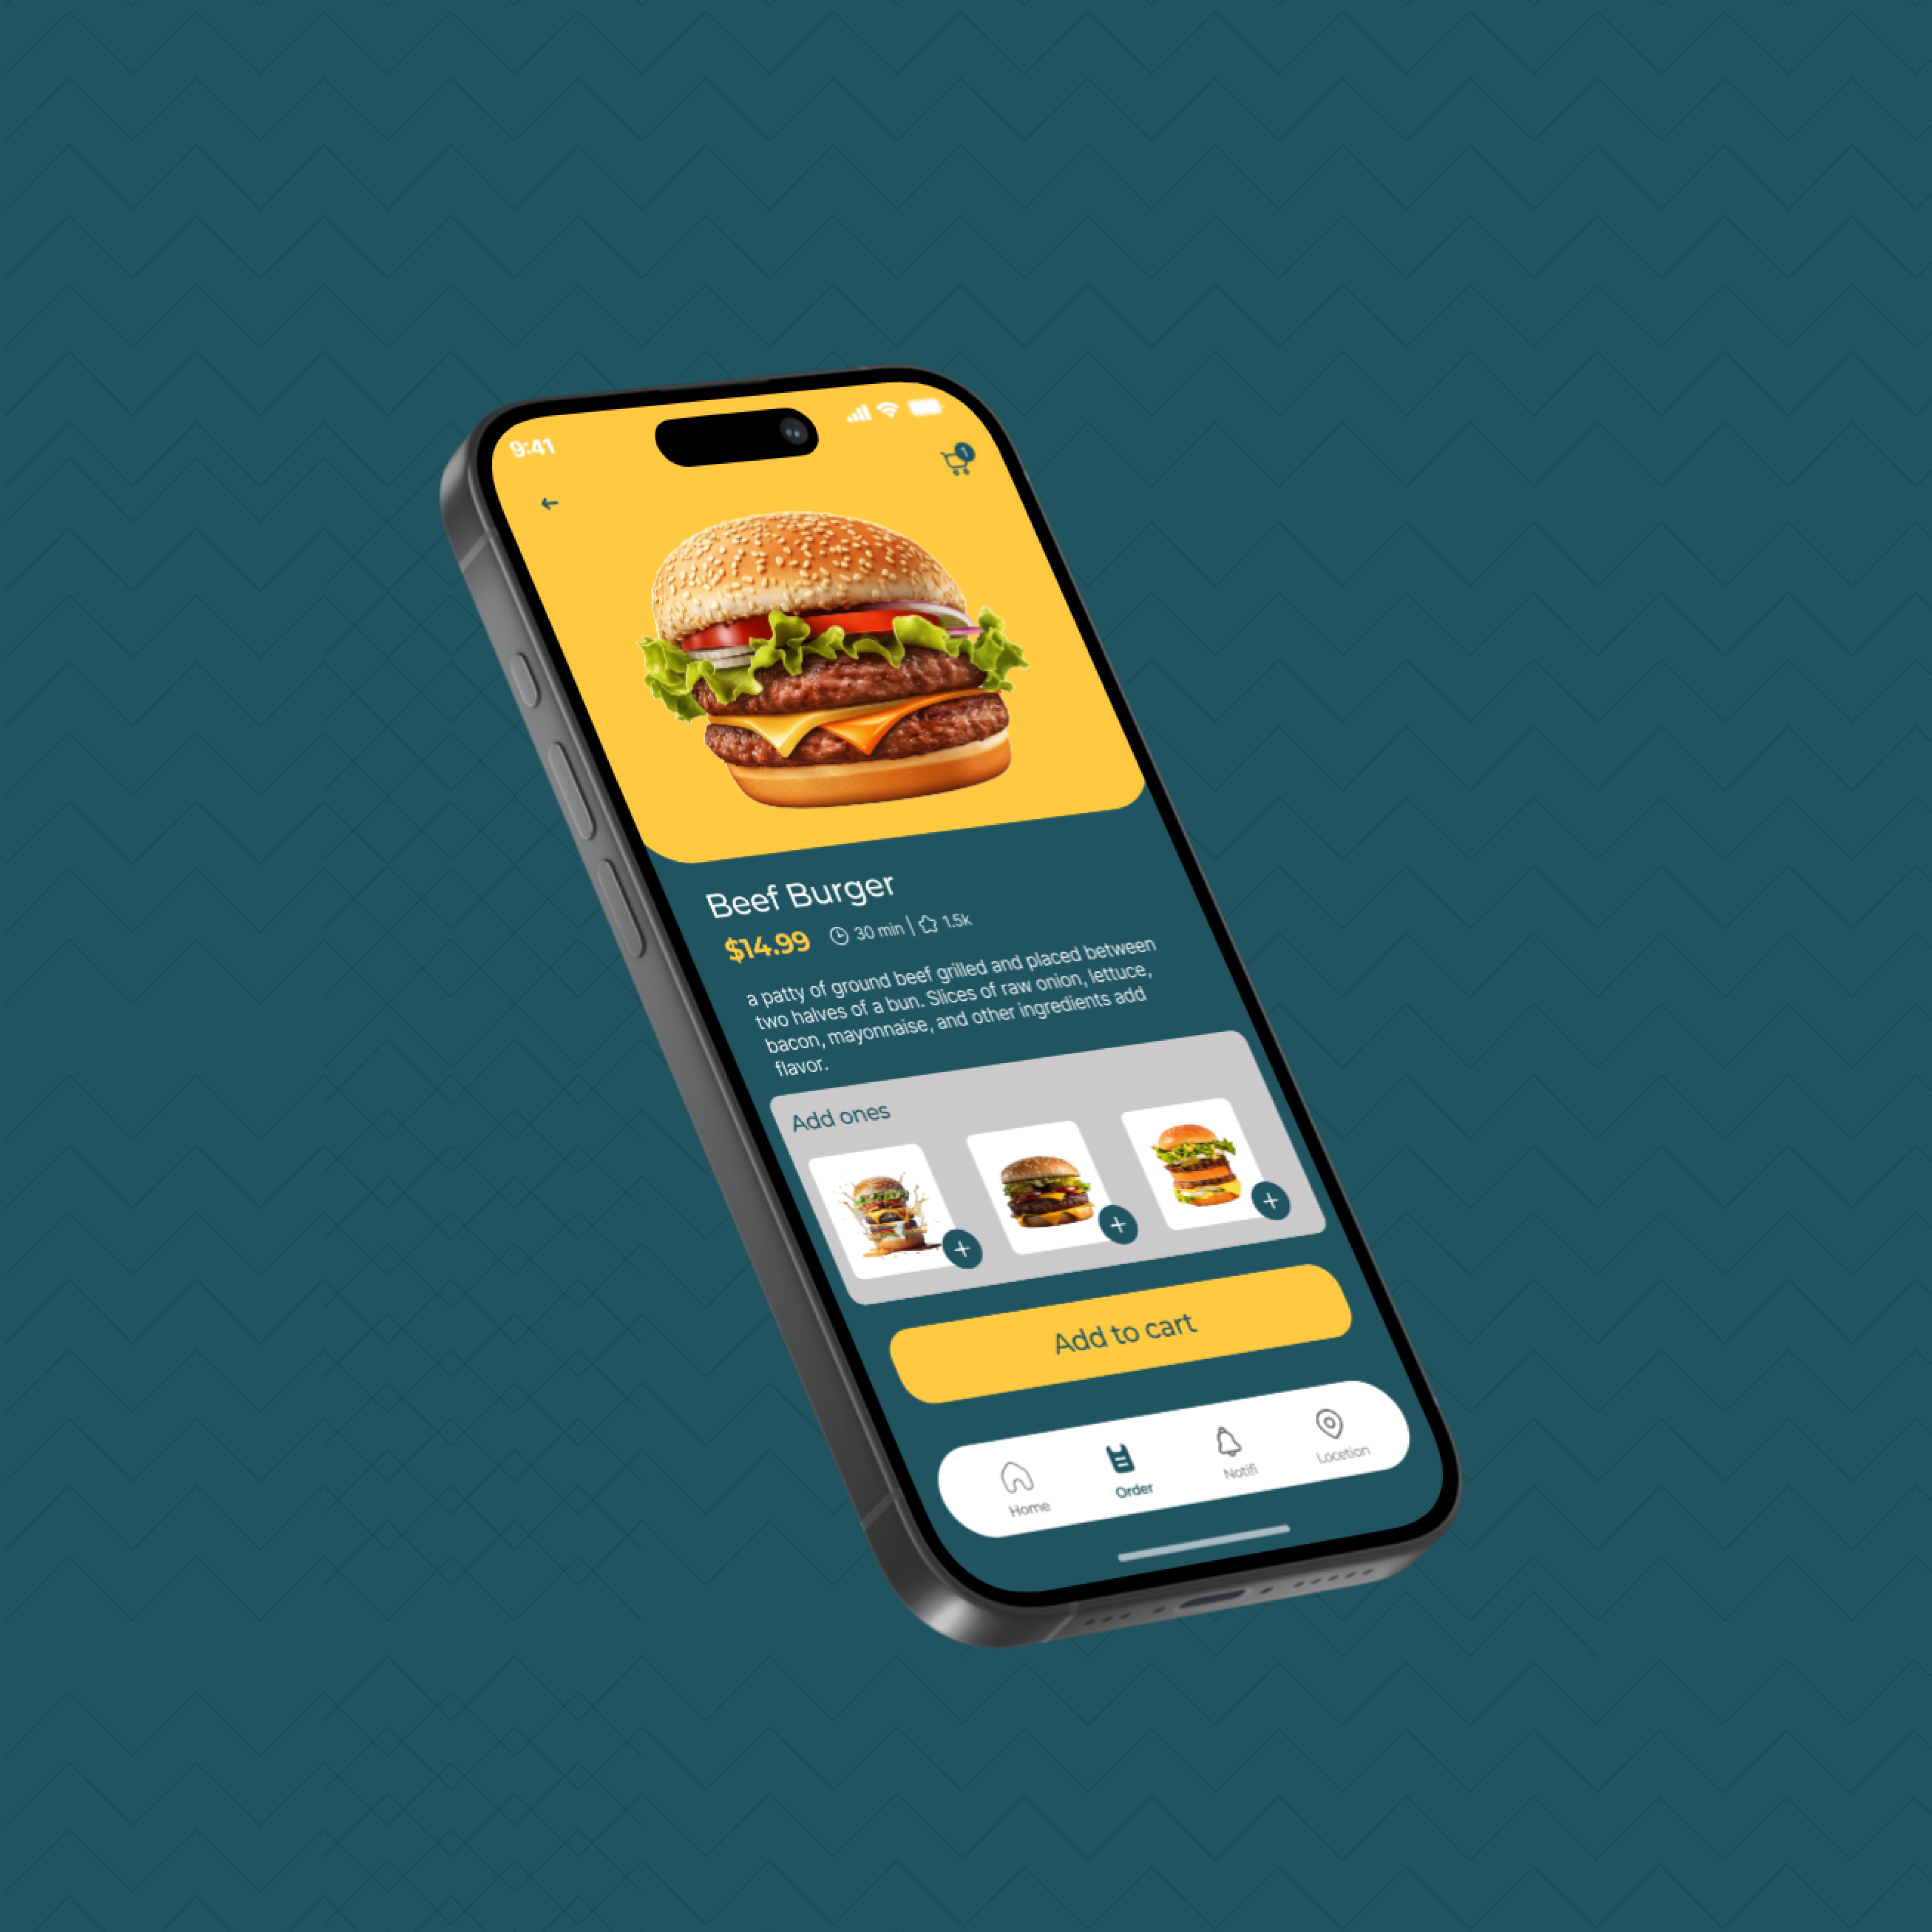 9:41
1
Beef Burger
$14.99 30 min | 1.5k
a patty of ground beef grilled and placed between
two halves of a bun. Slices of raw onion, lettuce,
bacon, mayonnaise, and other ingredients add
flavor.
Add ones
Add to cart
Home Order Notifi Locetion